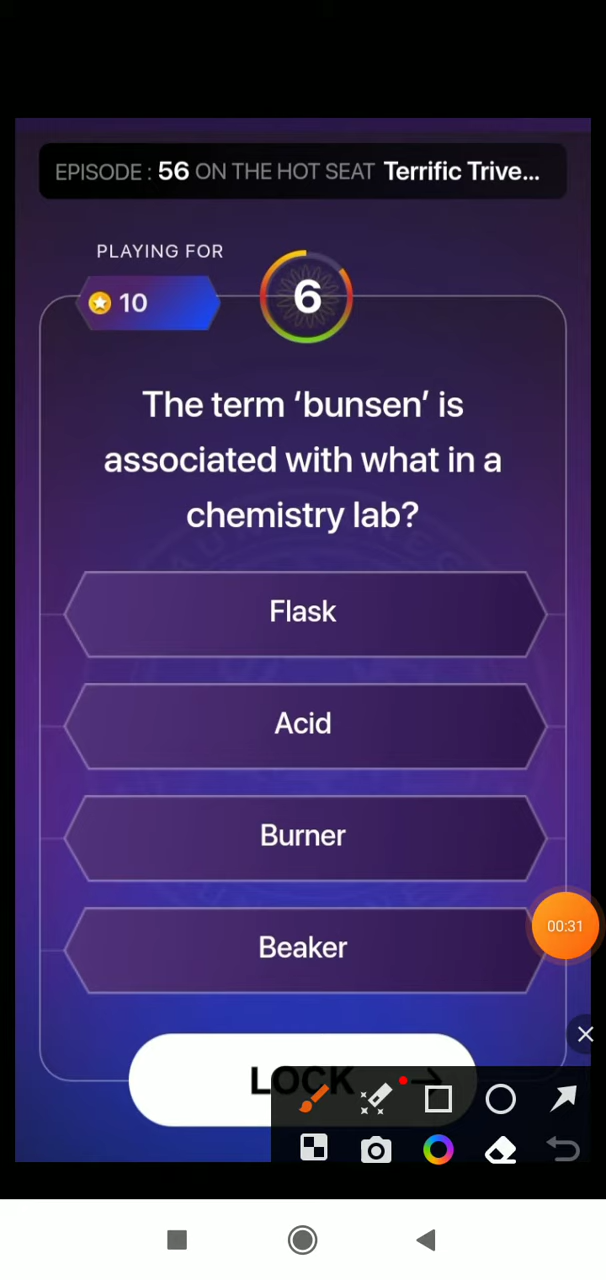 EPISODE : 56 ON THE HOT SEAT Terrific Trive...
PLAYING FOR
10
6
The term ‘bunsen’ is
associated with what in a
chemistry lab?
Flask
Acid
Burner
Beaker
00:31
LOCK